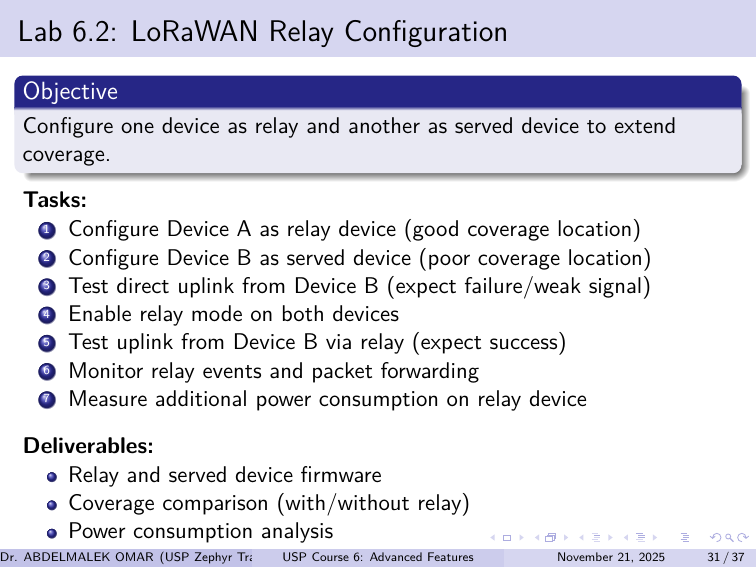 Lab 6.2: LoRaWAN Relay Configuration
Objective
Configure one device as relay and another as served device to extend
coverage.
Tasks:
1 Configure Device A as relay device (good coverage location)
2 Configure Device B as served device (poor coverage location)
3 Test direct uplink from Device B (expect failure/weak signal)
4 Enable relay mode on both devices
5 Test uplink from Device B via relay (expect success)
6 Monitor relay events and packet forwarding
7 Measure additional power consumption on relay device
Deliverables:
Relay and served device firmware
Coverage comparison (with/without relay)
Power consumption analysis
Dr. ABDELMALEK OMAR (USP Zephyr Tra USP Course 6: Advanced Features November 21, 2025 31 / 37